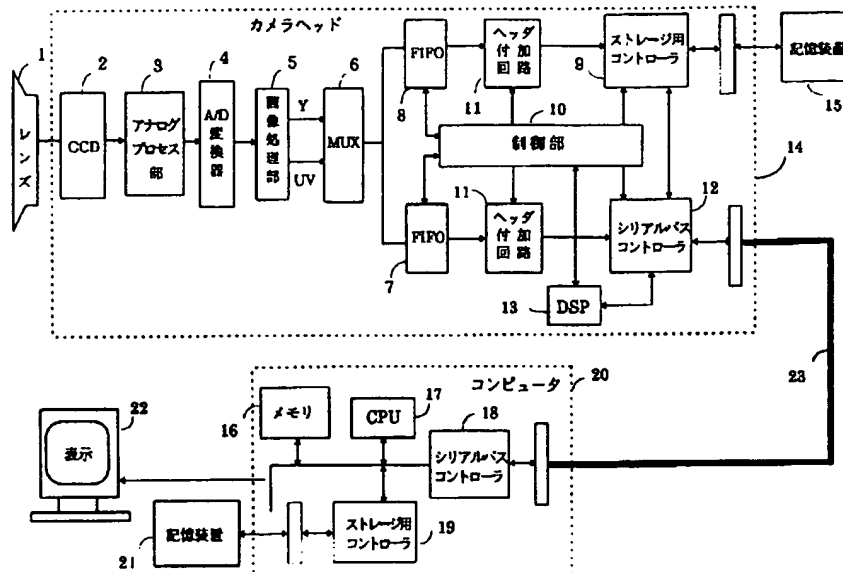 カメラヘッド
1
レンズ
2
CCD
3
アナログ
プロセス
部
4
A/D
変換器
5
画像処理部
Y
UV
6
MUX
FIFO
8
ヘッダ
付加
回路
11
ストレージ用
コントローラ
9
記憶装置
15
10
制御部
14
FIFO
7
11
ヘッダ
付加
回路
12
シリアルバス
コントローラ
13
DSP
23
コンピュータ
20
22
表示
16
メモリ
17
CPU
18
シリアルバス
コントローラ
記憶装置
21
ストレージ用
コントローラ
19